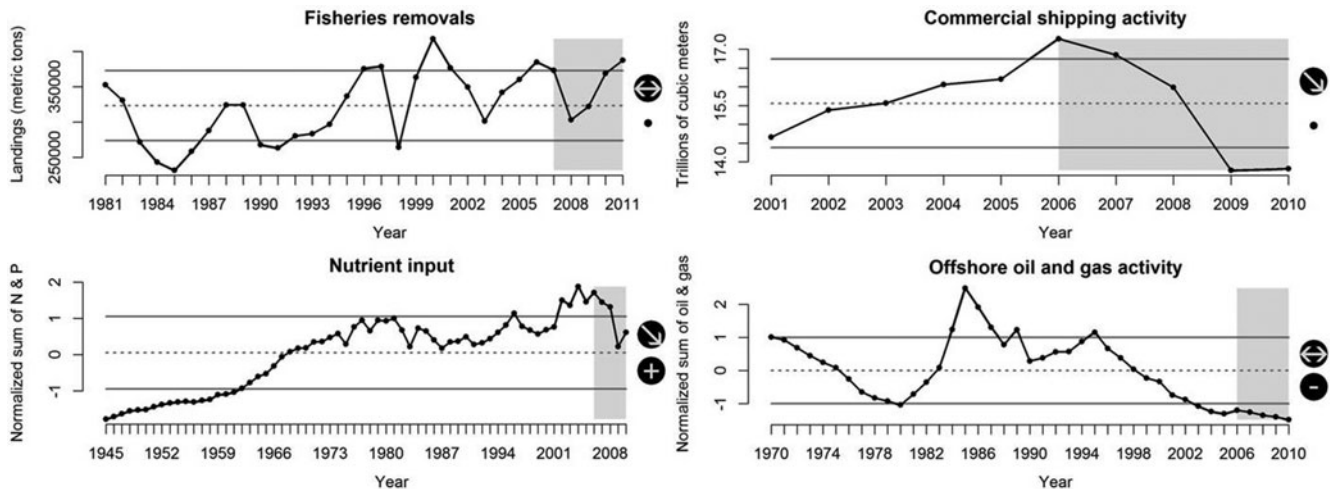 Fisheries removals
Landings (metric tons)
350000
250000
1981 1984 1987 1990 1993 1996 1999 2002 2005 2008 2011
Year
Commercial shipping activity
Trillions of cubic meters
17.0
15.5
14.0
2001 2002 2003 2004 2005 2006 2007 2008 2009 2010
Year
Nutrient input
Normalized sum of N & P
2
1
0
-1
1945 1952 1959 1966 1973 1980 1987 1994 2001 2008
Year
+
Offshore oil and gas activity
Normalized sum of oil & gas
2
1
0
-1
1970 1974 1978 1982 1986 1990 1994 1998 2002 2006 2010
Year
-